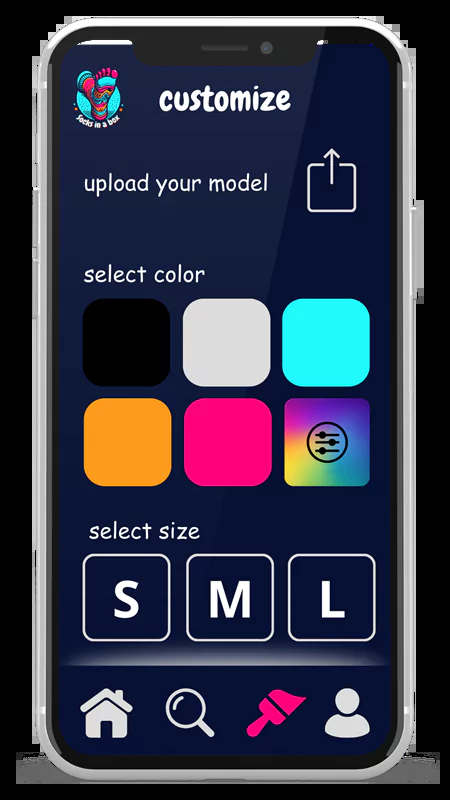 customize
Socks in a box
upload your model
select color
select size
S M L